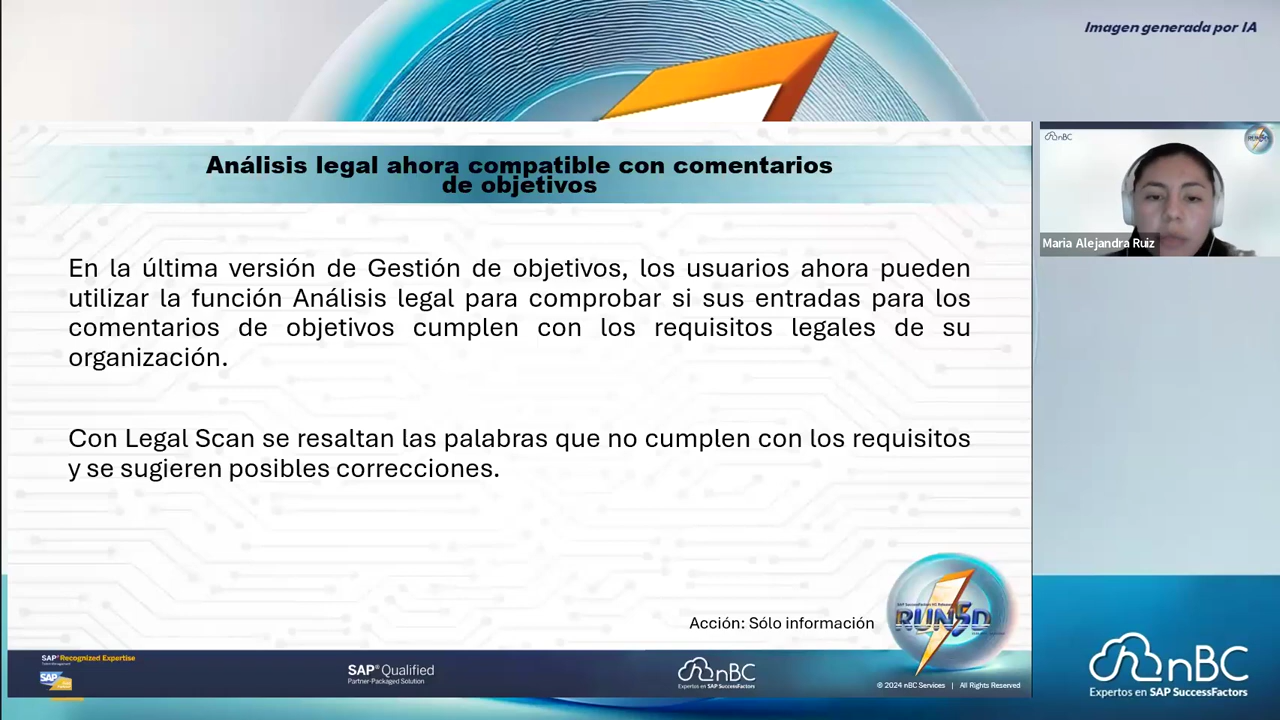 Imagen generada por IA
Análisis legal ahora compatible con comentarios
de objetivos
nBC
Maria Alejandra Ruiz
En la última versión de Gestión de objetivos, los usuarios ahora pueden
utilizar la función Análisis legal para comprobar si sus entradas para los
comentarios de objetivos cumplen con los requisitos legales de su
organización.
Con Legal Scan se resaltan las palabras que no cumplen con los requisitos
y se sugieren posibles correcciones.
Acción: Sólo información
RUN5D
SAP® Recognized Expertise
SAP
SAP® Qualified
Partner-Packaged Solution
nBC
Expertos en SAP SuccessFactors
© 2024 nBC Services | All Rights Reserved
nBC
Expertos en SAP SuccessFactors